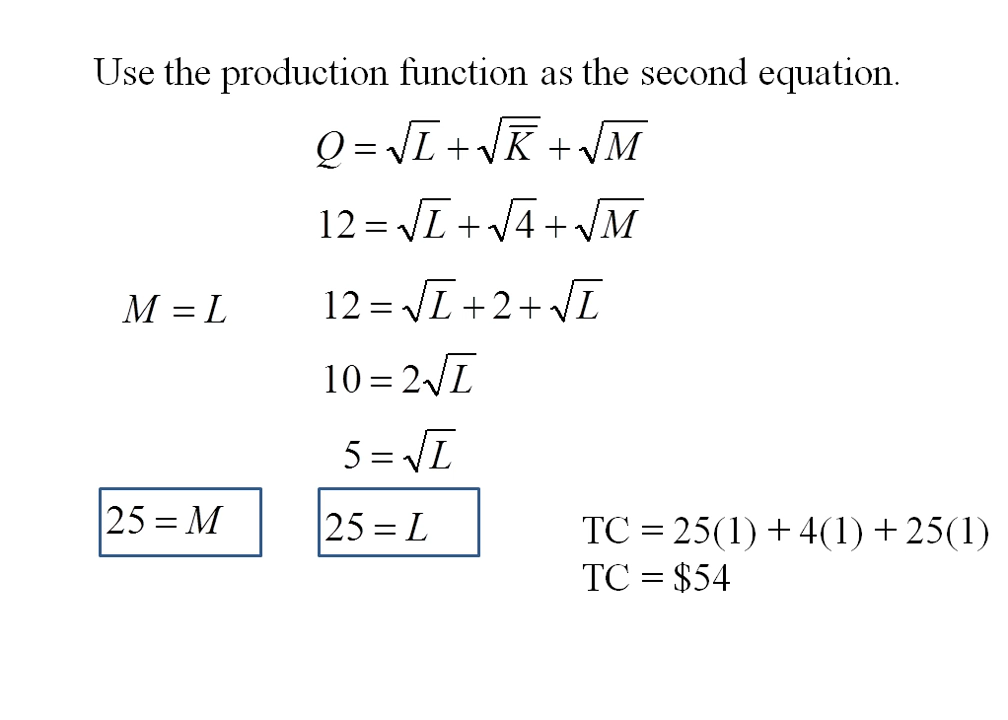 Use the production function as the second equation.
Q = √L + √K̅ + √M
12 = √L + √4 + √M
M = L 12 = √L + 2 + √L
10 = 2√L
5 = √L
25 = M 25 = L TC = 25(1) + 4(1) + 25(1)
TC = $54